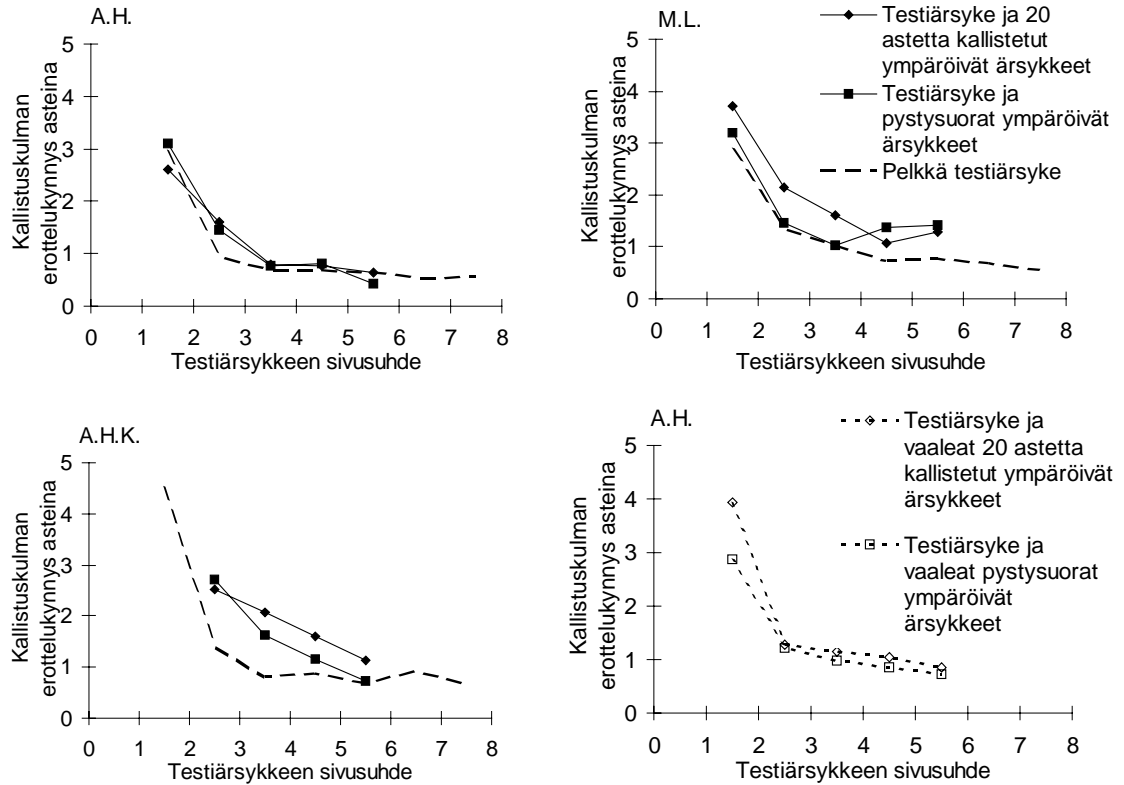 A.H.
5
4
3
2
1
0
0 1 2 3 4 5 6 7 8
Kallistuskulman
erottelukynnys asteina
Testiärsykkeen sivusuhde
M.L.
5
4
3
2
1
0
0 1 2 3 4 5 6 7 8
Kallistuskulman
erottelukynnys asteina
Testiärsykkeen sivusuhde
Testiärsyke ja 20
astetta kallistetut
ympäröivät ärsykkeet
Testiärsyke ja
pystysuorat ympäröivät
ärsykkeet
Pelkkä testiärsyke
A.H.K.
5
4
3
2
1
0
0 1 2 3 4 5 6 7 8
Kallistuskulman
erottelukynnys asteina
Testiärsykkeen sivusuhde
A.H.
5
4
3
2
1
0
0 1 2 3 4 5 6 7 8
Kallistuskulman
erottelukynnys asteina
Testiärsykkeen sivusuhde
Testiärsyke ja
vaaleat 20 astetta
kallistetut ympäröivät
ärsykkeet
Testiärsyke ja
vaaleat pystysuorat
ympäröivät
ärsykkeet